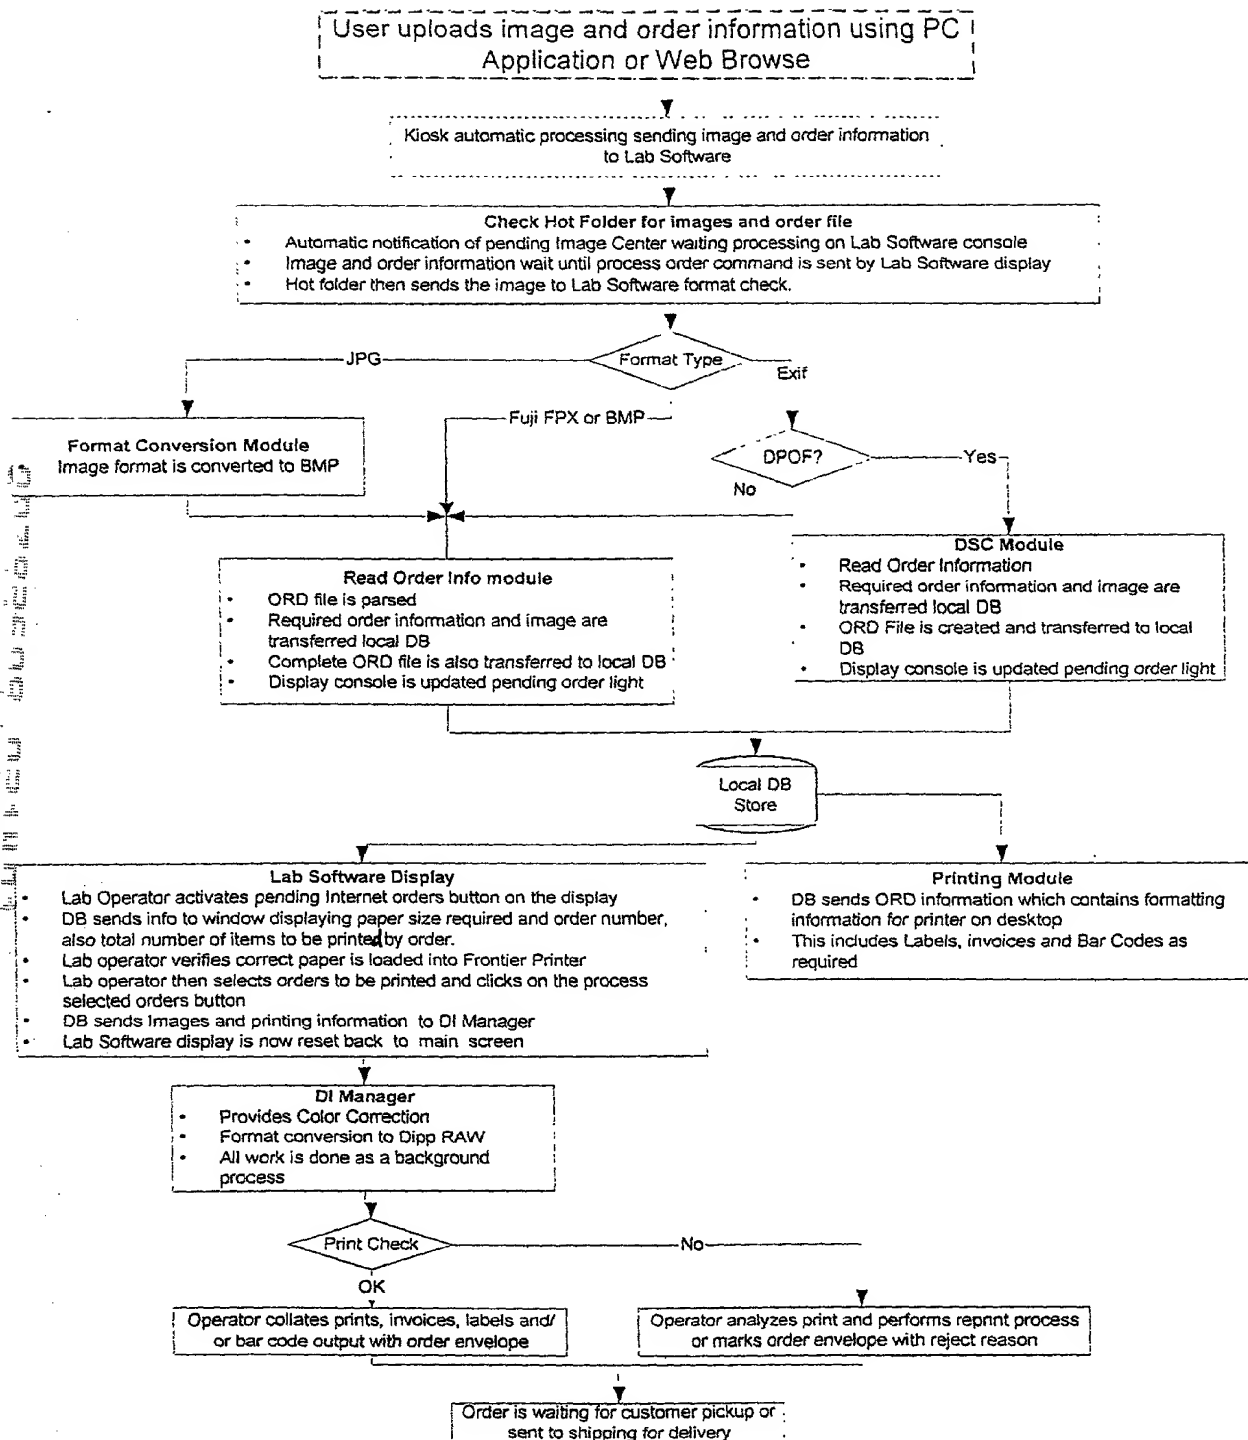 User uploads image and order information using PC
Application or Web Browse
Kiosk automatic processing sending image and order information
to Lab Software
Check Hot Folder for images and order file
• Automatic notification of pending Image Center waiting processing on Lab Software console
• Image and order information wait until process order command is sent by Lab Software display
• Hot folder then sends the image to Lab Software format check.
Format Type
JPG
Exif
Fuji FPX or BMP
Format Conversion Module
• Image format is converted to BMP
DPOF?
Yes
No
Read Order Info module
• ORD file is parsed
• Required order information and image are
transferred local DB
• Complete ORD file is also transferred to local DB
• Display console is updated pending order light
DSC Module
• Read Order Information
• Required order information and image are
transferred local DB
• ORD File is created and transferred to local
DB
• Display console is updated pending order light
Local DB
Store
Lab Software Display
• Lab Operator activates pending Internet orders button on the display
• DB sends info to window displaying paper size required and order number,
also total number of items to be printed by order.
• Lab operator verifies correct paper is loaded into Frontier Printer
• Lab operator then selects orders to be printed and clicks on the process
selected orders button
• DB sends Images and printing information to DI Manager
• Lab Software display is now reset back to main screen
Printing Module
• DB sends ORD information which contains formatting
information for printer on desktop
• This includes Labels, invoices and Bar Codes as
required
DI Manager
• Provides Color Correction
• Format conversion to Dipp RAW
• All work is done as a background
process
Print Check
No
OK
Operator collates prints, invoices, labels and/
or bar code output with order envelope
Operator analyzes print and performs reprint process
or marks order envelope with reject reason
Order is waiting for customer pickup or
sent to shipping for delivery